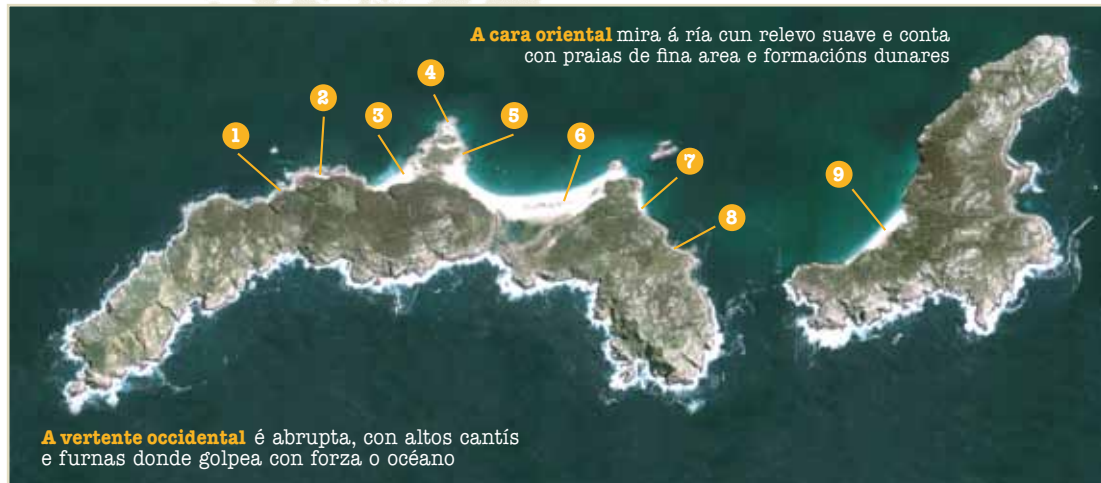 A cara oriental mira á ría cun relevo suave e conta
con praias de fina area e formacións dunares
4
2
3
5
1
6
7
9
8
A vertente occidental é abrupta, con altos cantís
e furnas donde golpea con forza o océano